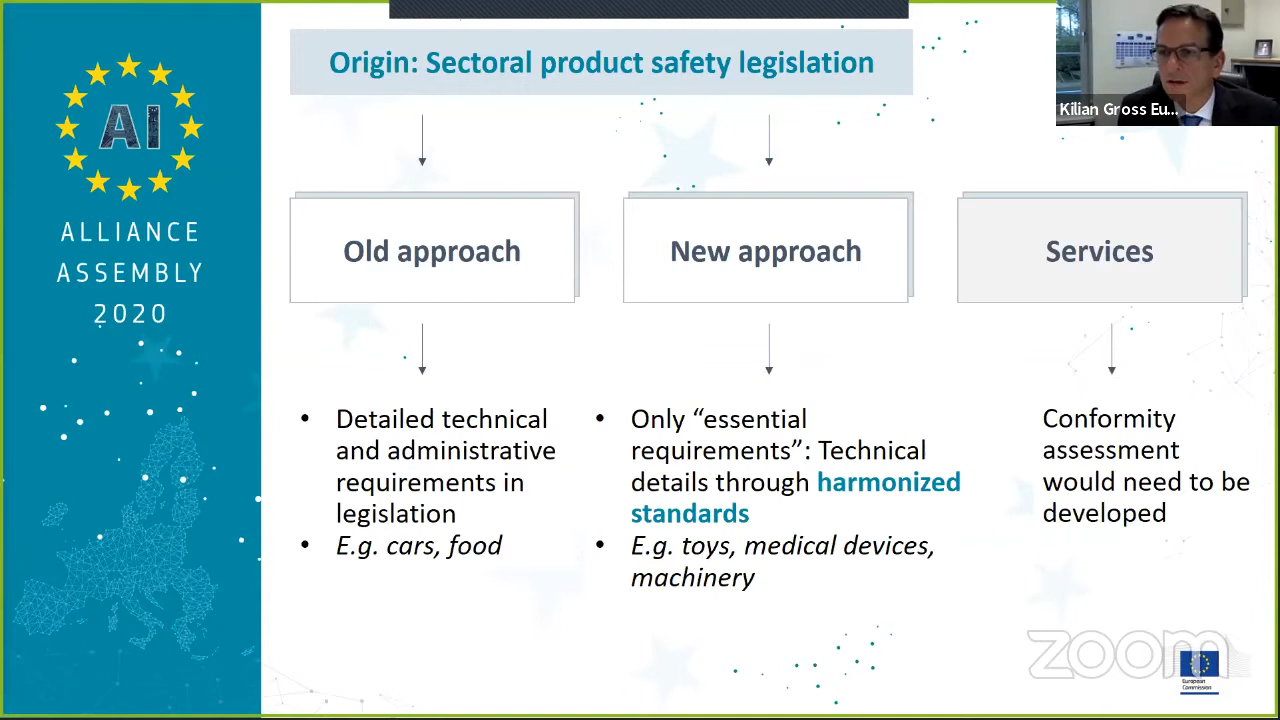 Origin: Sectoral product safety legislation
Kilian Gross Eu...
AI
ALLIANCE
ASSEMBLY
2020
Old approach
New approach
Services
• Detailed technical
and administrative
requirements in
legislation
• E.g. cars, food
• Only “essential
requirements”: Technical
details through harmonized
standards
• E.g. toys, medical devices,
machinery
Conformity
assessment
would need to be
developed
zoom
European
Commission